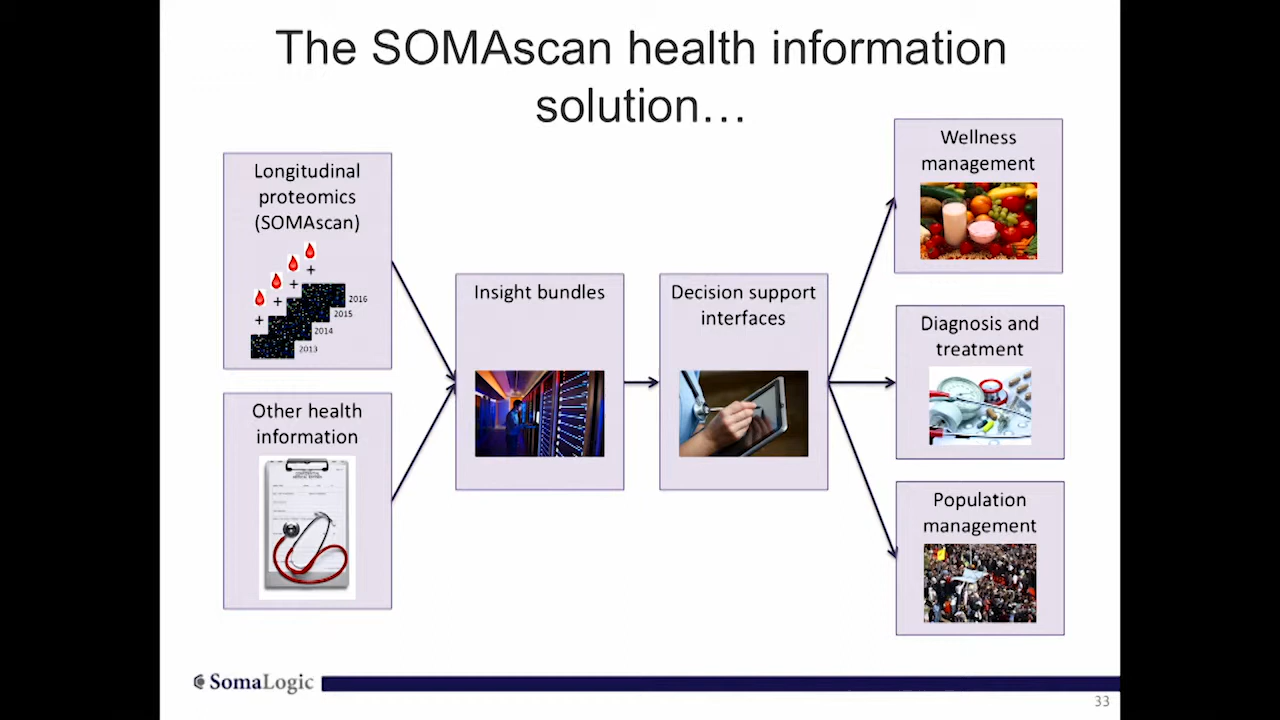 The SOMAscan health information
solution…
Longitudinal
proteomics
(SOMAscan)
+
+
+
+
2016
2015
2014
2013
Other health
information
CONFIDENTIAL
Insight bundles
Decision support
interfaces
Wellness
management
Diagnosis and
treatment
Population
management
SomaLogic
33